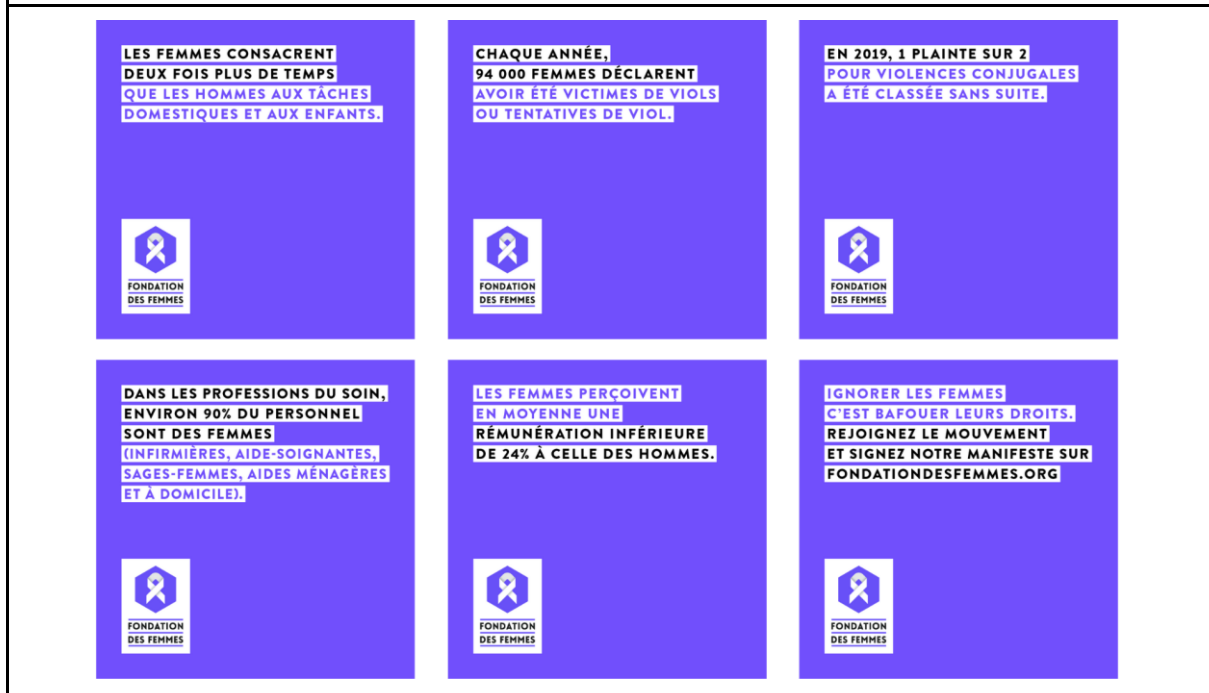 LES FEMMES CONSACRENT
DEUX FOIS PLUS DE TEMPS
QUE LES HOMMES AUX TÂCHES
DOMESTIQUES ET AUX ENFANTS.
FONDATION
DES FEMMES
CHAQUE ANNÉE,
94 000 FEMMES DÉCLARENT
AVOIR ÉTÉ VICTIMES DE VIOLS
OU TENTATIVES DE VIOL.
FONDATION
DES FEMMES
EN 2019, 1 PLAINTE SUR 2
POUR VIOLENCES CONJUGALES
A ÉTÉ CLASSÉE SANS SUITE.
FONDATION
DES FEMMES
DANS LES PROFESSIONS DU SOIN,
ENVIRON 90% DU PERSONNEL
SONT DES FEMMES
(INFIRMIÈRES, AIDE-SOIGNANTES,
SAGES-FEMMES, AIDES MÉNAGÈRES
ET À DOMICILE).
FONDATION
DES FEMMES
LES FEMMES PERÇOIVENT
EN MOYENNE UNE
RÉMUNÉRATION INFÉRIEURE
DE 24% À CELLE DES HOMMES.
FONDATION
DES FEMMES
IGNORER LES FEMMES
C'EST BAFOUER LEURS DROITS.
REJOIGNEZ LE MOUVEMENT
ET SIGNEZ NOTRE MANIFESTE SUR
FONDATIONDESFEMMES.ORG
FONDATION
DES FEMMES